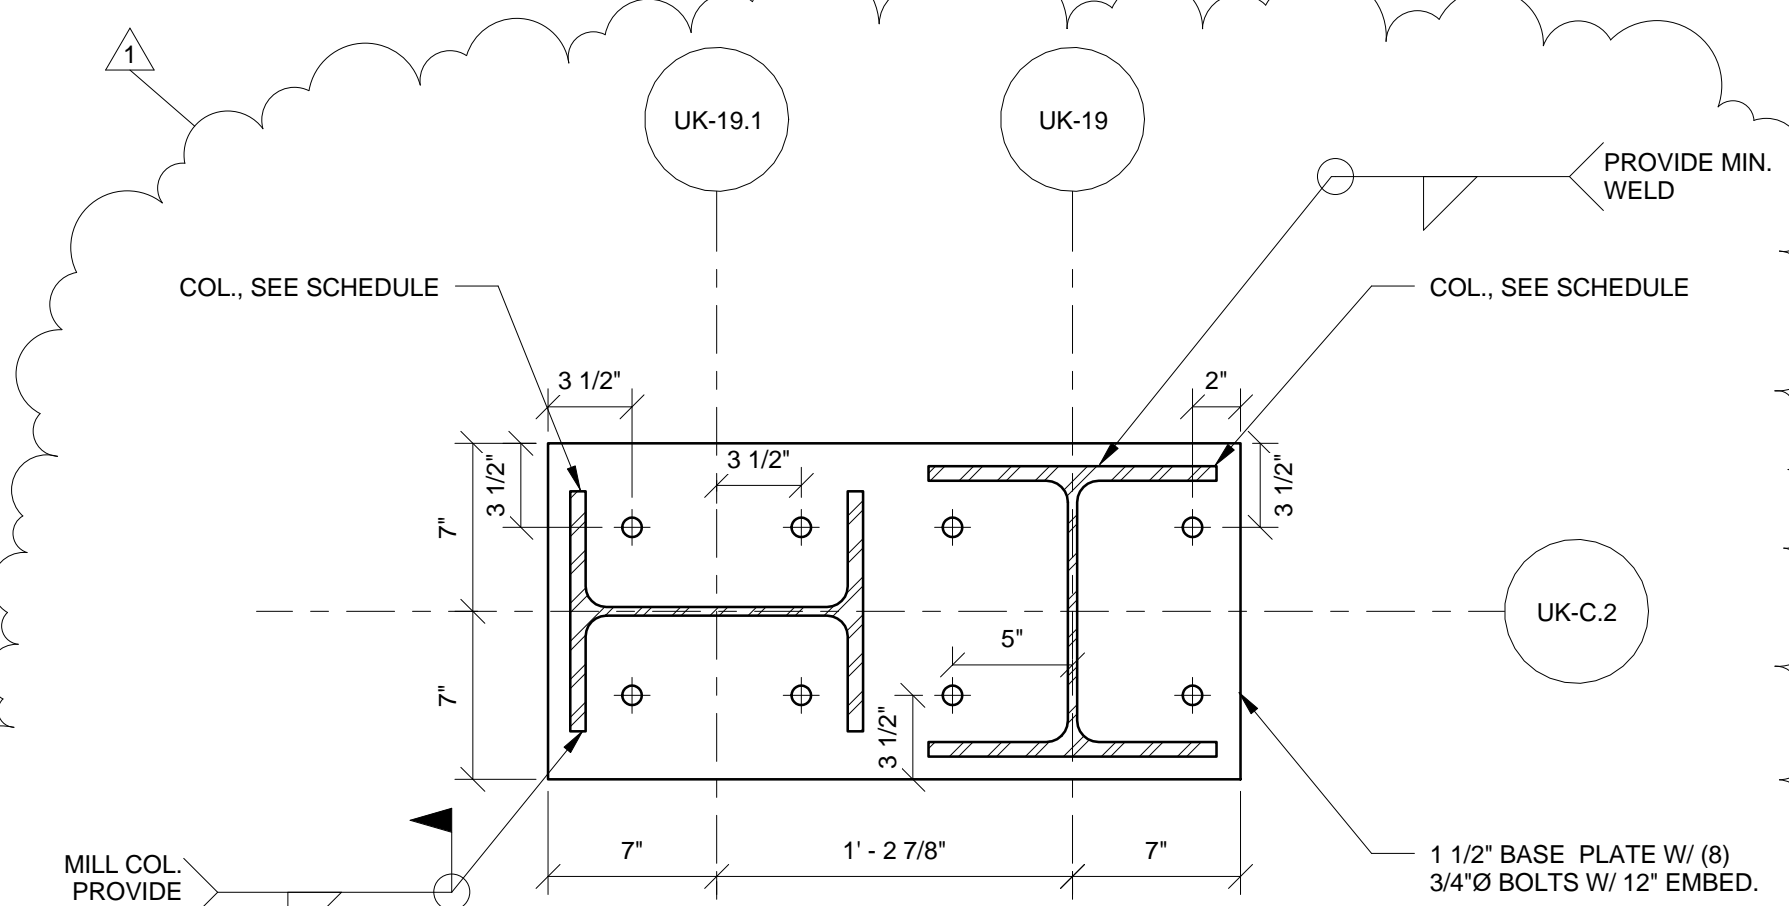 1
UK-19.1
UK-19
PROVIDE MIN.
WELD
COL., SEE SCHEDULE
COL., SEE SCHEDULE
3 1/2"
2"
3 1/2"
3 1/2"
3 1/2"
7"
UK-C.2
5"
7"
3 1/2"
7"
1' - 2 7/8"
7"
MILL COL.
PROVIDE
1 1/2" BASE PLATE W/ (8)
3/4"Ø BOLTS W/ 12" EMBED.